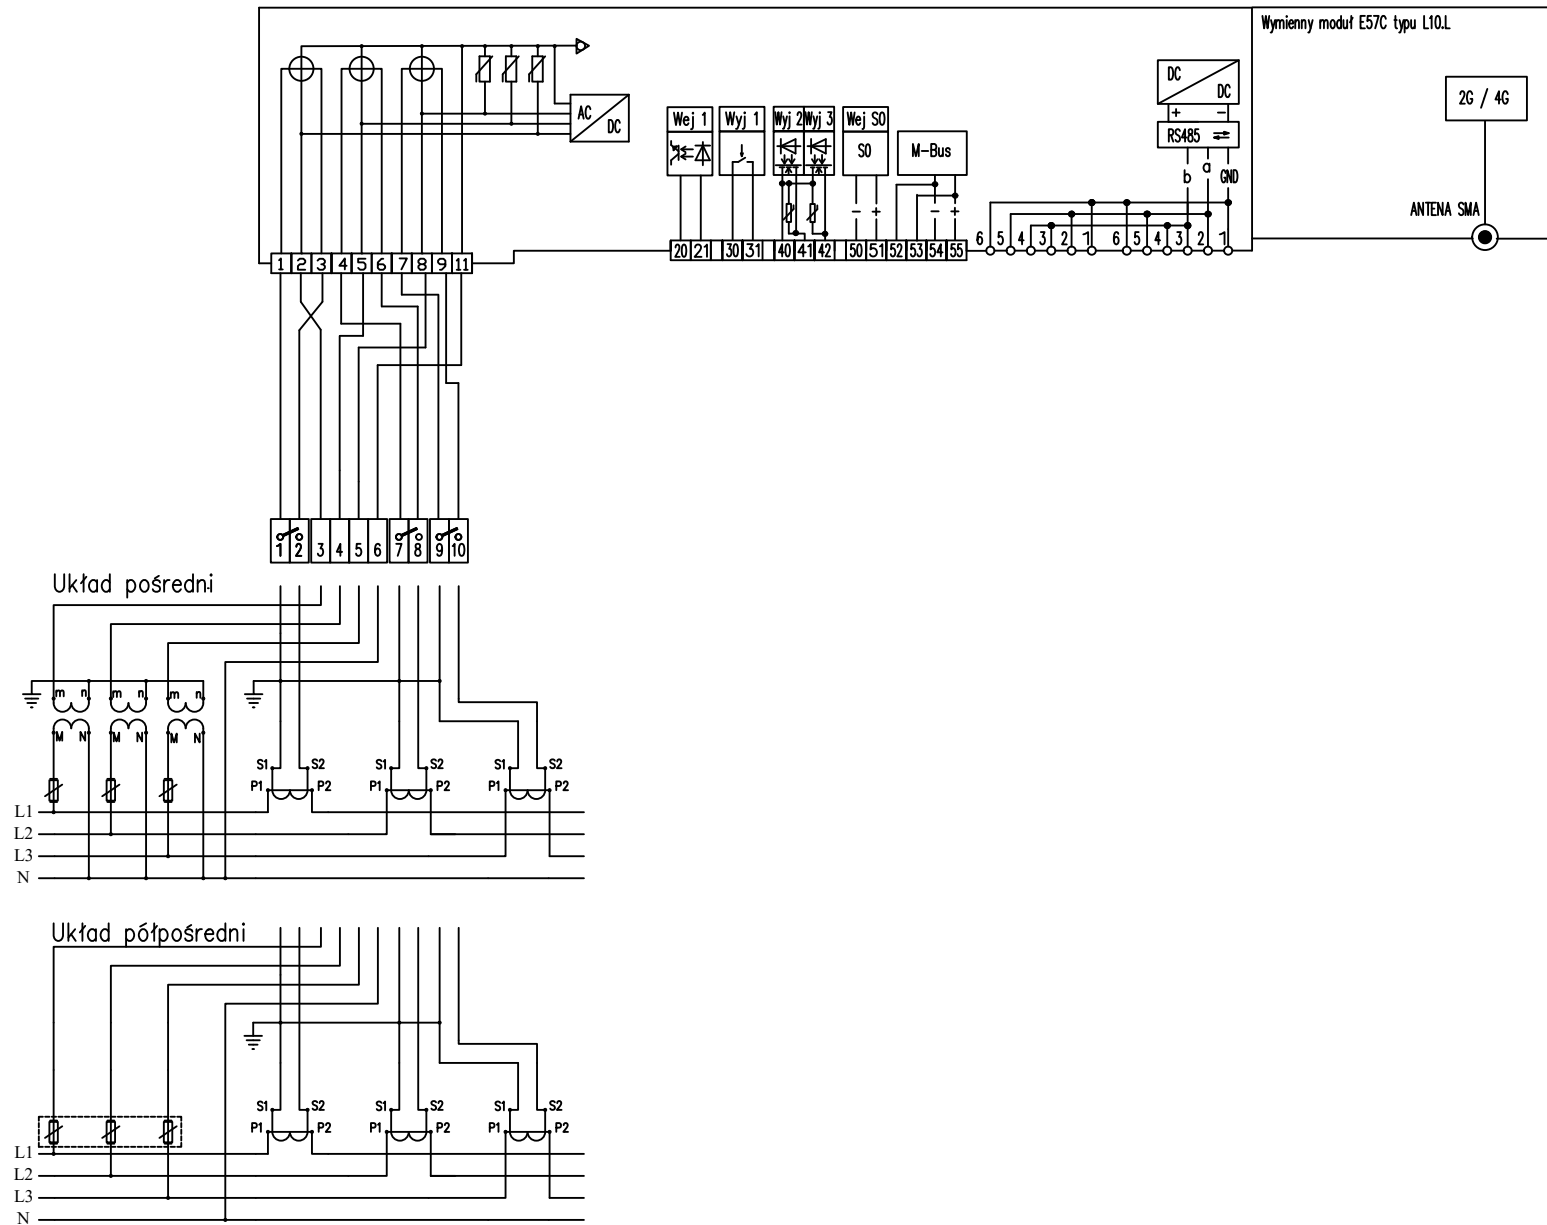 Wymienny moduł E57C typu L10.L
DC
DC
2G / 4G
AC
DC
+ −
Wej 1 Wyj 1 Wyj 2 Wyj 3 Wej S0
RS485
S0 M-Bus
b a GND
− + − +
ANTENA SMA
6 5 4 3 2 1 6 5 4 3 2 1
20 21 30 31 40 41 42 50 51 52 53 54 55
1 2 3 4 5 6 7 8 9 11
1 2 3 4 5 6 7 8 9 10
Układ pośredni
m n m n m n
M N M N M N
S1 S2 S1 S2 S1 S2
P1 P2 P1 P2 P1 P2
L1
L2
L3
N
Układ półpośredni
S1 S2 S1 S2 S1 S2
P1 P2 P1 P2 P1 P2
L1
L2
L3
N